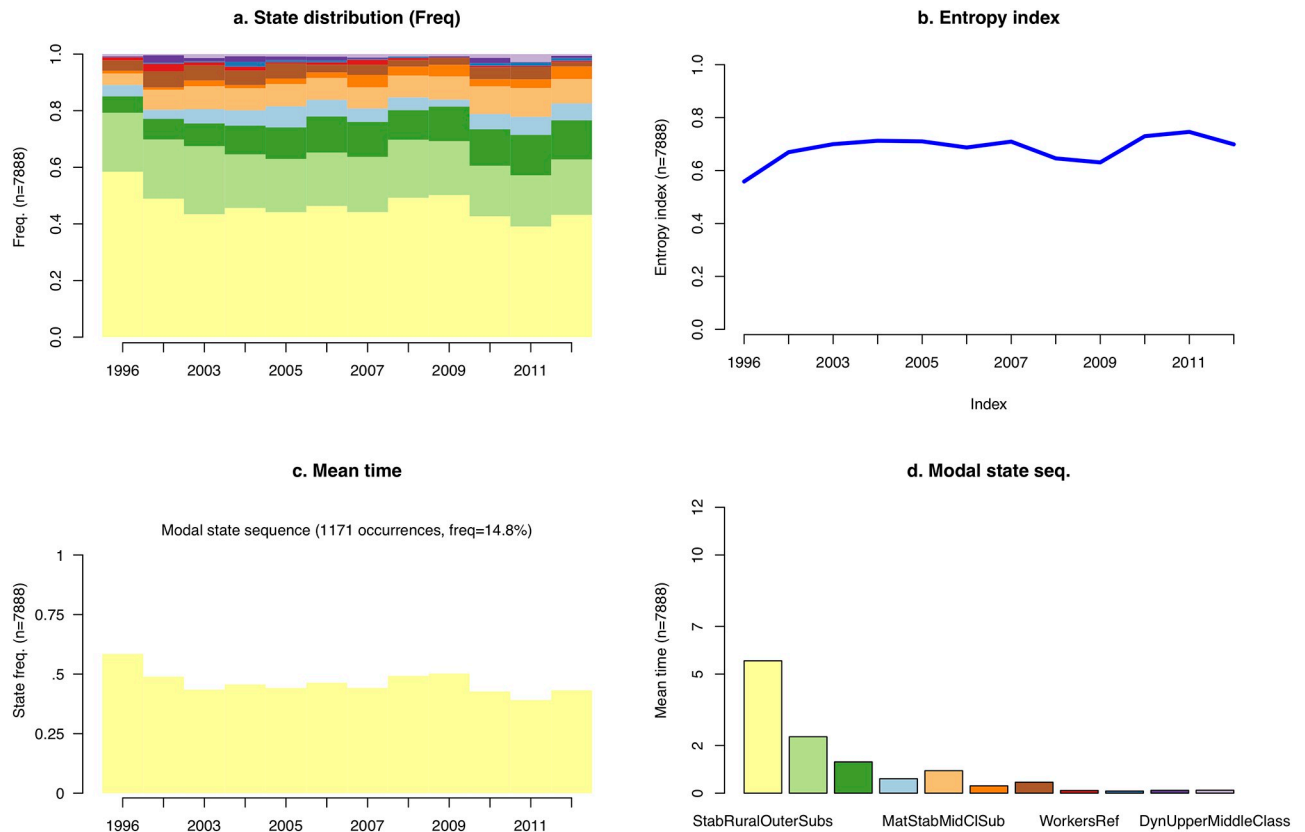 a. State distribution (Freq)
Freq. (n=7888)
1.0
0.8
0.6
0.4
0.2
0.0
1996 2003 2005 2007 2009 2011
b. Entropy index
Entropy index (n=7888)
1.0
0.8
0.6
0.4
0.2
0.0
1996 2003 2005 2007 2009 2011
Index
c. Mean time
Modal state sequence (1171 occurrences, freq=14.8%)
State freq. (n=7888)
1
0.75
.5
0.25
0
1996 2003 2005 2007 2009 2011
d. Modal state seq.
Mean time (n=7888)
12
10
7
5
2
0
StabRuralOuterSubs MatStabMidClSub WorkersRef DynUpperMiddleClass